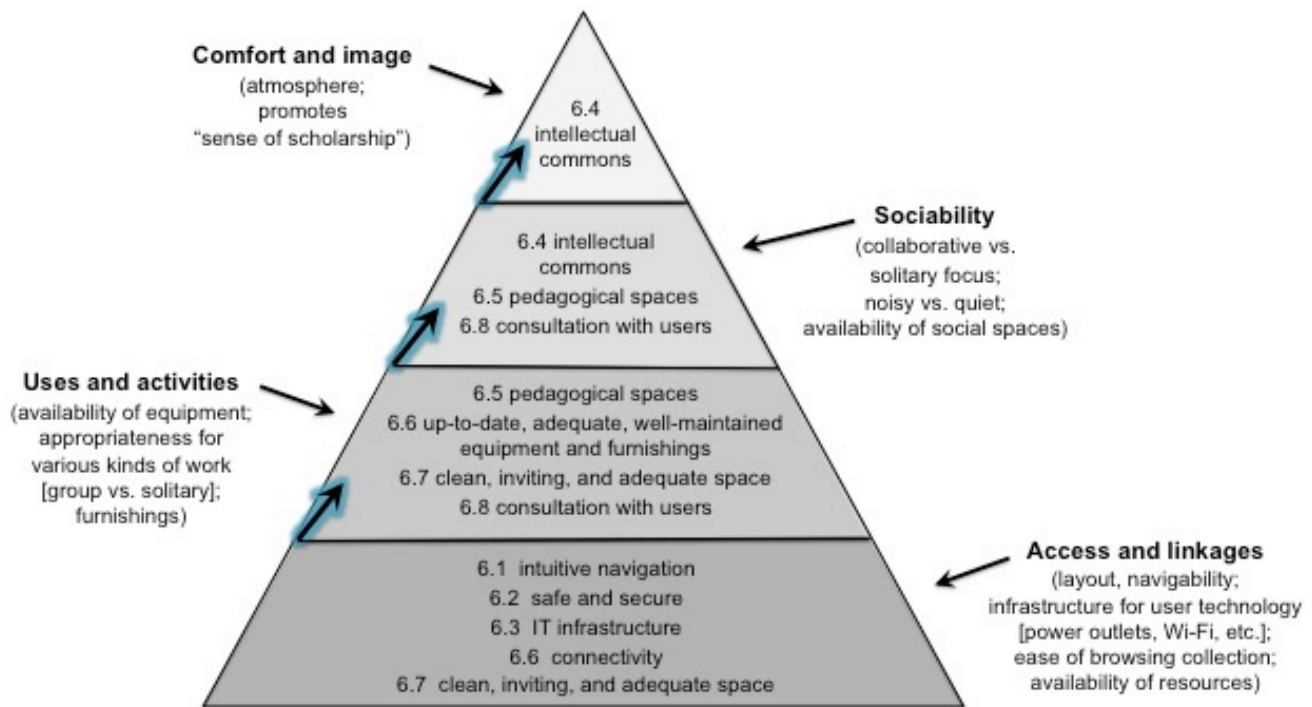 Comfort and image
(atmosphere;
promotes
“sense of scholarship”)
6.4
intellectual
commons
Sociability
(collaborative vs.
solitary focus;
noisy vs. quiet;
availability of social spaces)
6.4 intellectual
commons
6.5 pedagogical spaces
6.8 consultation with users
Uses and activities
(availability of equipment;
appropriateness for
various kinds of work
[group vs. solitary];
furnishings)
6.5 pedagogical spaces
6.6 up-to-date, adequate, well-maintained
equipment and furnishings
6.7 clean, inviting, and adequate space
6.8 consultation with users
Access and linkages
(layout, navigability;
infrastructure for user technology
[power outlets, Wi-Fi, etc.];
ease of browsing collection;
availability of resources)
6.1 intuitive navigation
6.2 safe and secure
6.3 IT infrastructure
6.6 connectivity
6.7 clean, inviting, and adequate space